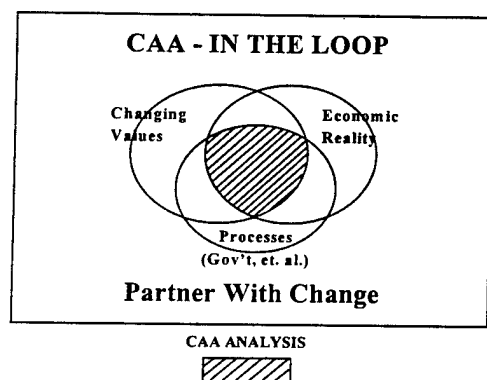 CAA - IN THE LOOP
Changing
Values
Economic
Reality
Processes
(Gov't, et. al.)
Partner With Change
CAA ANALYSIS